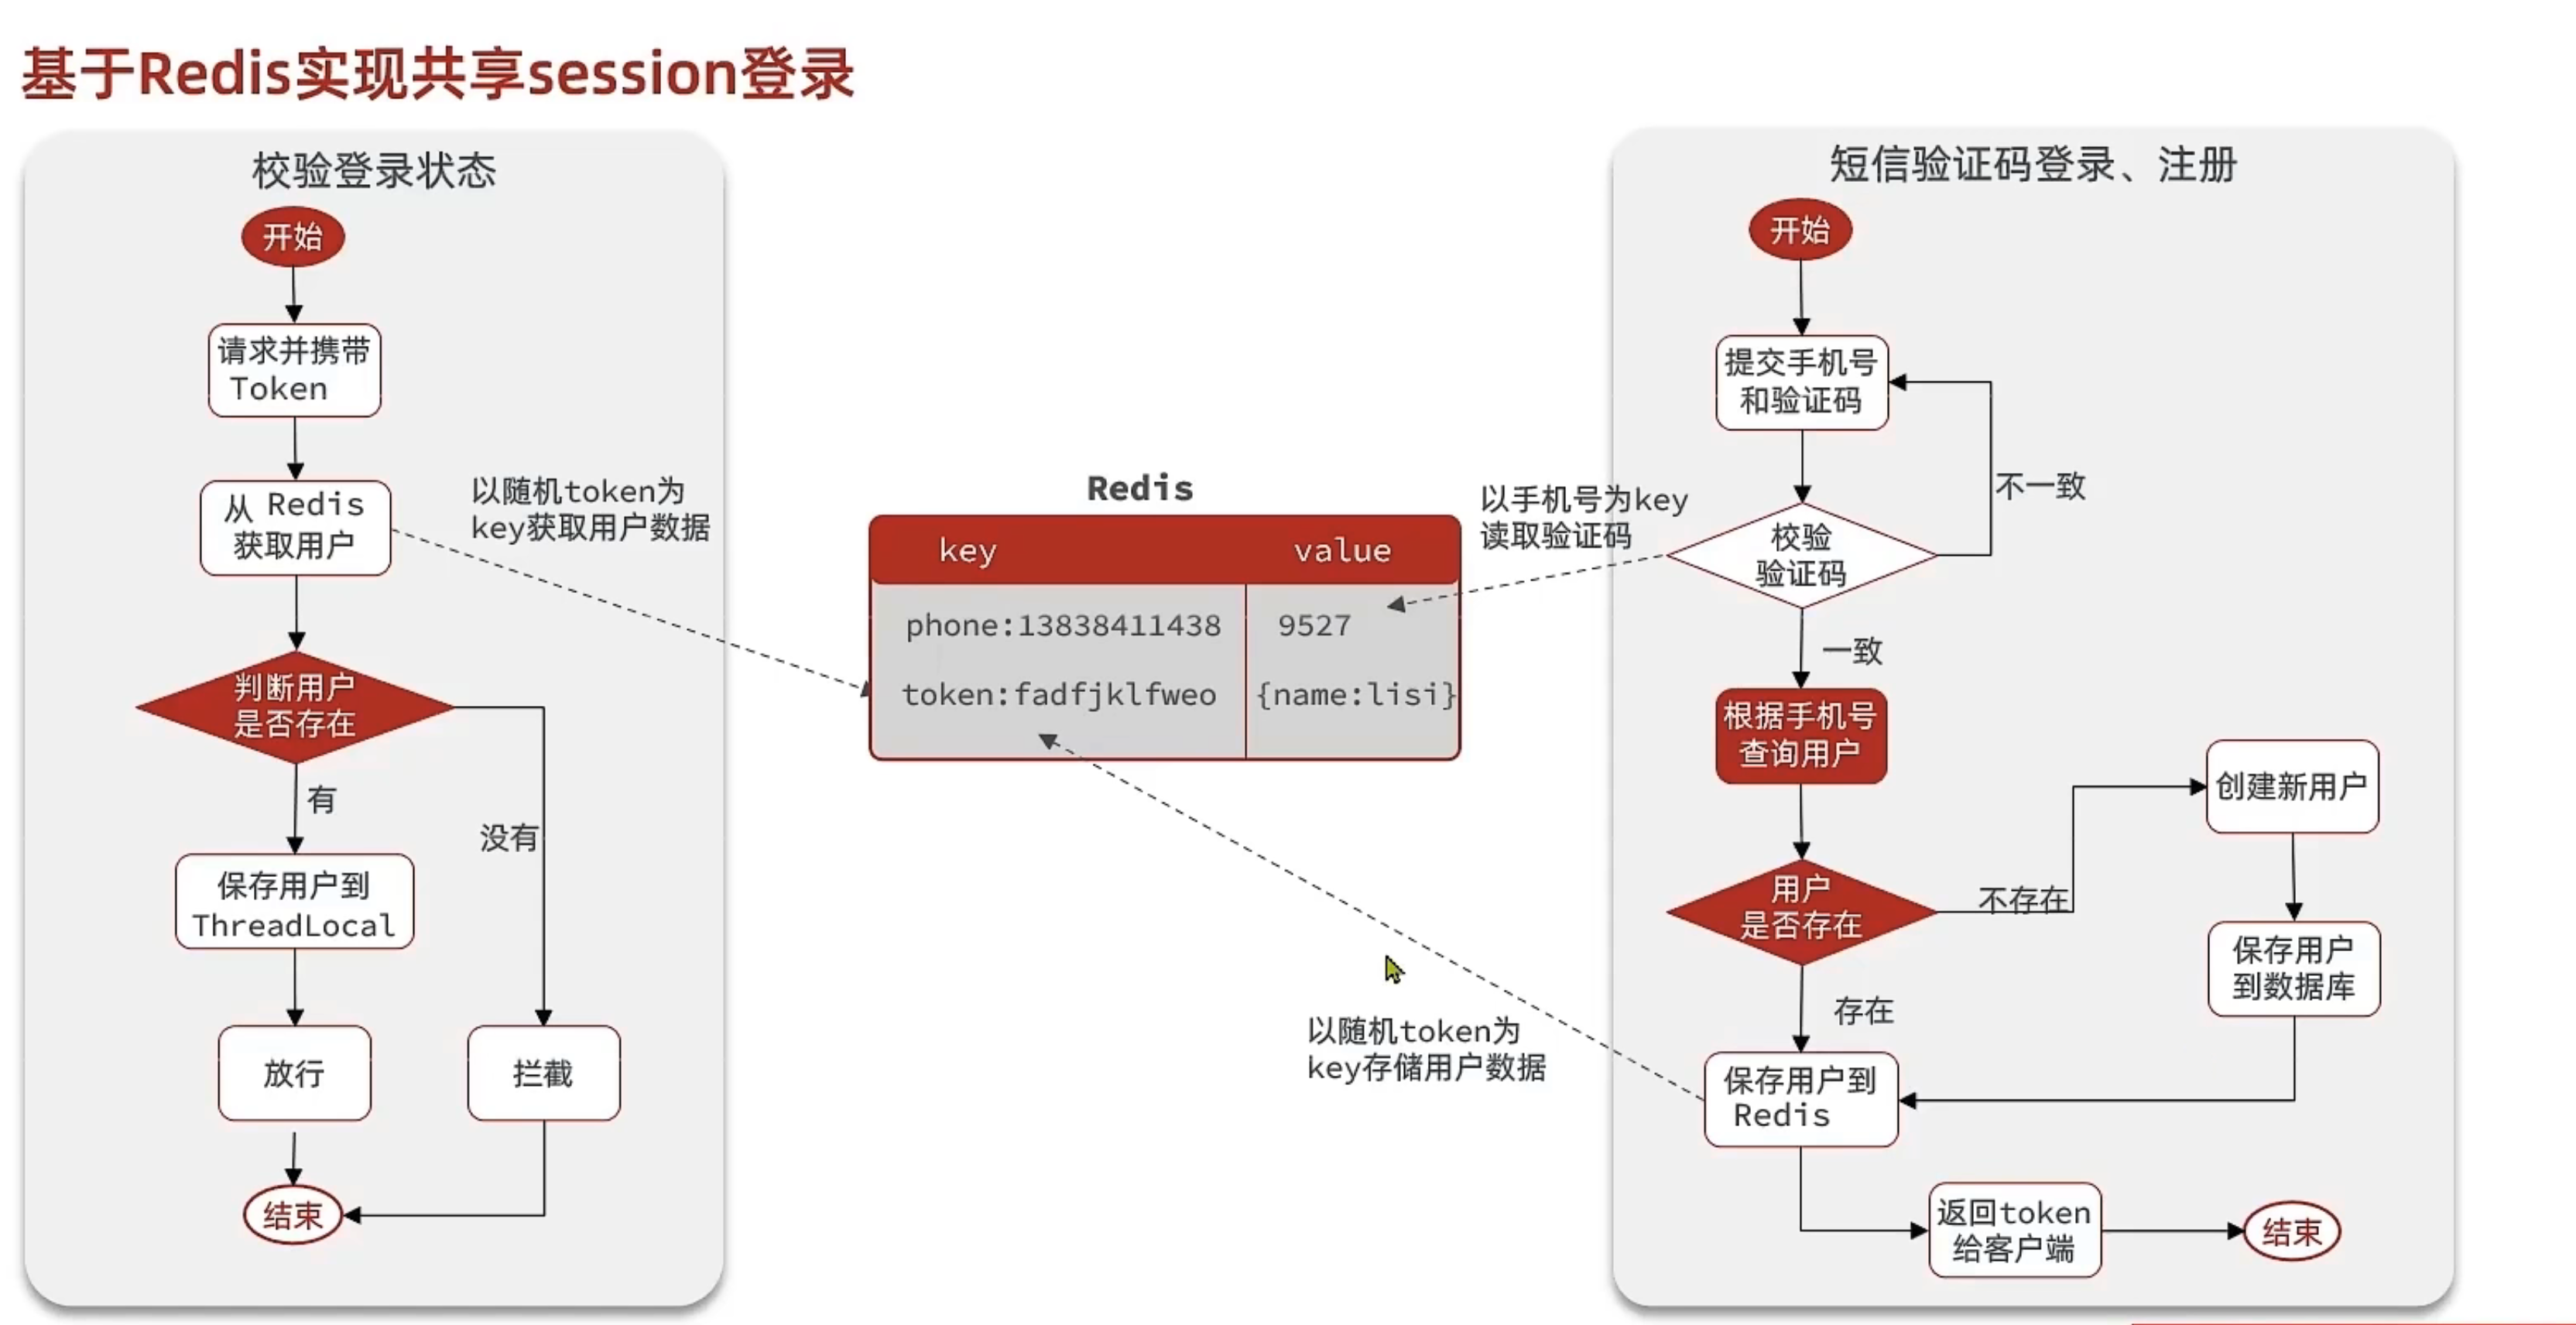 基于Redis实现共享session登录
校验登录状态
开始
请求并携带
Token
从 Redis
获取用户
以随机token为
key获取用户数据
判断用户
是否存在
有
没有
保存用户到
ThreadLocal
放行
拦截
结束
Redis
key
value
phone:13838411438
9527
token:fadfjklfweo
{name:lisi}
以手机号为key
读取验证码
以随机token为
key存储用户数据
短信验证码登录、注册
开始
提交手机号
和验证码
不一致
校验
验证码
一致
根据手机号
查询用户
用户
是否存在
不存在
创建新用户
保存用户
到数据库
存在
保存用户到
Redis
返回token
给客户端
结束